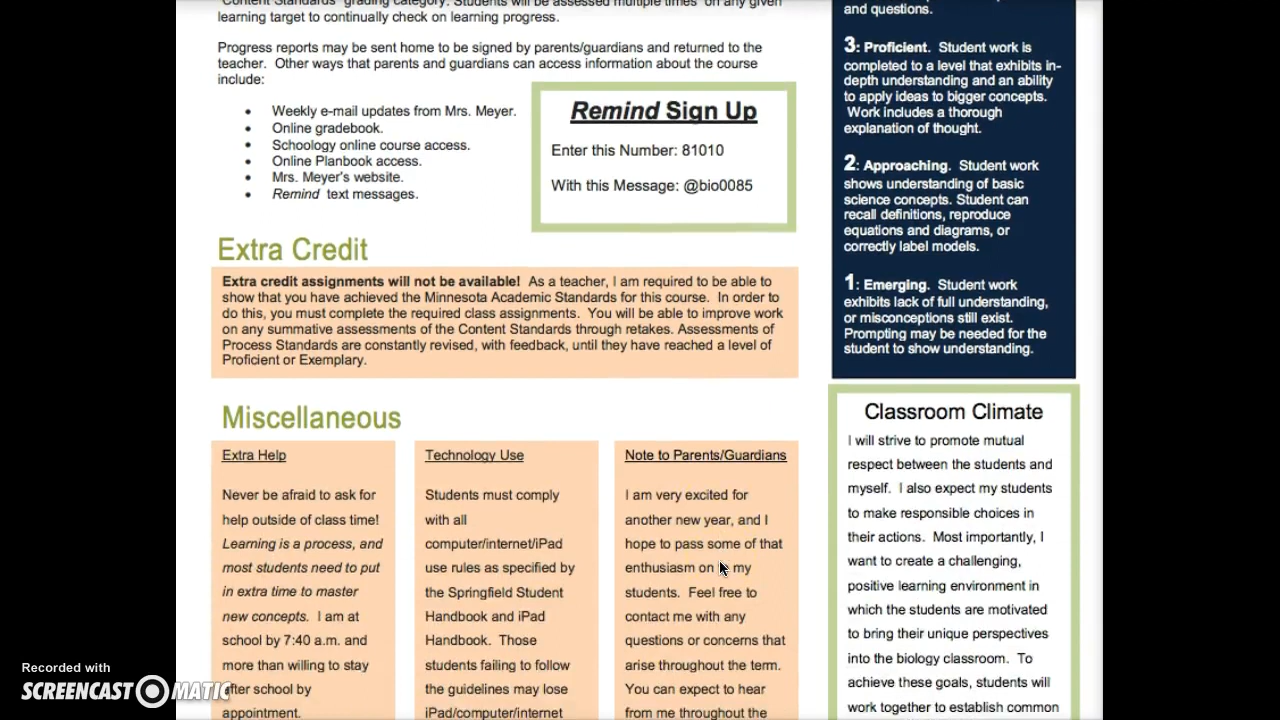 "Content Standards" grading category. Students will be assessed multiple times on any given
learning target to continually check on learning progress.
Progress reports may be sent home to be signed by parents/guardians and returned to the
teacher.  Other ways that parents and guardians can access information about the course
include:
• Weekly e-mail updates from Mrs. Meyer.
• Online gradebook.
• Schoology online course access.
• Online Planbook access.
• Mrs. Meyer's website.
• Remind text messages.
Remind Sign Up
Enter this Number: 81010
With this Message: @bio0085
Extra Credit
Extra credit assignments will not be available!  As a teacher, I am required to be able to
show that you have achieved the Minnesota Academic Standards for this course.  In order to
do this, you must complete the required class assignments.  You will be able to improve work
on any summative assessments of the Content Standards through retakes. Assessments of
Process Standards are constantly revised, with feedback, until they have reached a level of
Proficient or Exemplary.
Miscellaneous
Extra Help
Never be afraid to ask for
help outside of class time!
Learning is a process, and
most students need to put
in extra time to master
new concepts.  I am at
school by 7:40 a.m. and
more than willing to stay
after school by
appointment.
Technology Use
Students must comply
with all
computer/internet/iPad
use rules as specified by
the Springfield Student
Handbook and iPad
Handbook.  Those
students failing to follow
the guidelines may lose
iPad/computer/internet
Note to Parents/Guardians
I am very excited for
another new year, and I
hope to pass some of that
enthusiasm on my
students.  Feel free to
contact me with any
questions or concerns that
arise throughout the term.
You can expect to hear
from me throughout the
and questions.
3: Proficient.  Student work is
completed to a level that exhibits in-
depth understanding and an ability
to apply ideas to bigger concepts.
Work includes a thorough
explanation of thought.
2: Approaching.  Student work
shows understanding of basic
science concepts. Student can
recall definitions, reproduce
equations and diagrams, or
correctly label models.
1: Emerging.  Student work
exhibits lack of full understanding,
or misconceptions still exist.
Prompting may be needed for the
student to show understanding.
Classroom Climate
I will strive to promote mutual
respect between the students and
myself.  I also expect my students
to make responsible choices in
their actions.  Most importantly, I
want to create a challenging,
positive learning environment in
which the students are motivated
to bring their unique perspectives
into the biology classroom.  To
achieve these goals, students will
work together to establish common
Recorded with
SCREENCAST O MATIC